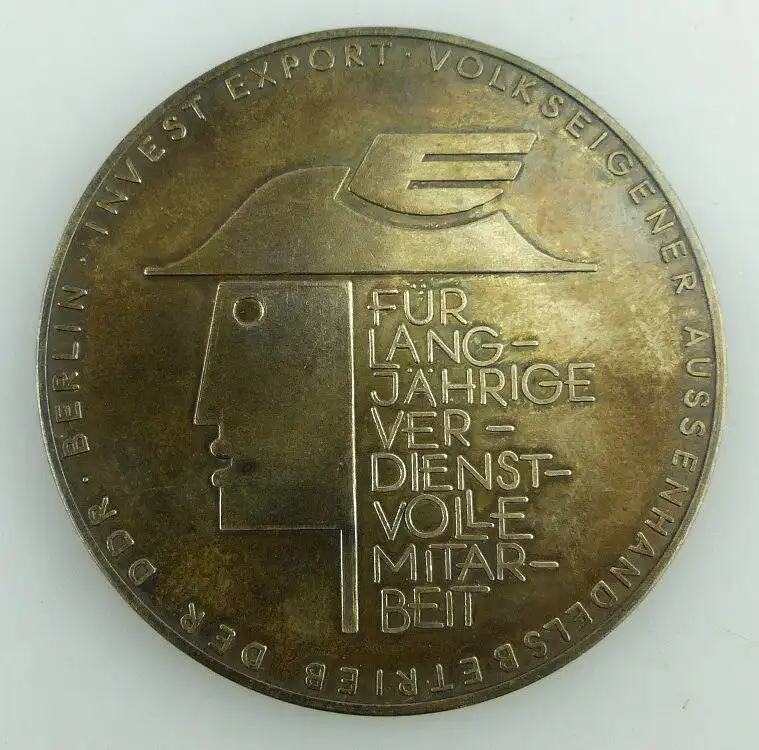 INVEST EXPORT · VOLKSEIGENER AUSSENHANDELSBETRIEB DER DDR · BERLIN ·
FÜR
LANG-
JÄHRIGE
VER-
DIENST-
VOLLE
MITAR-
BEIT